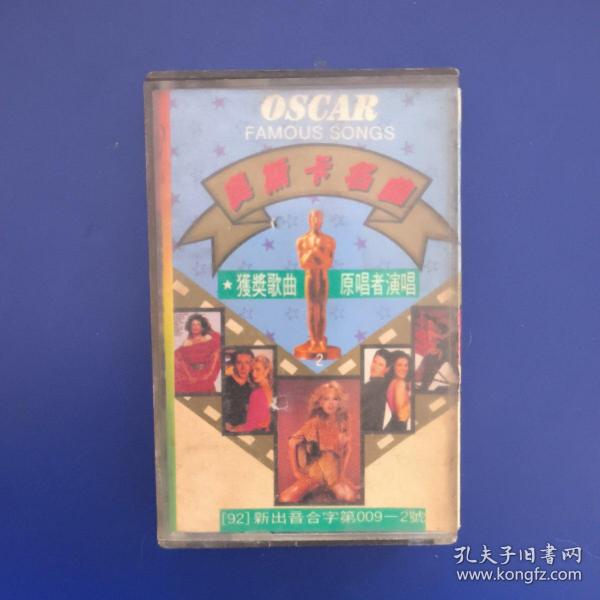 OSCAR
FAMOUS SONGS
奥斯卡名曲
★獲獎歌曲 原唱者演唱
2
[92]新出音合字第009—2號
孔夫子旧书网
www.kongfz.com